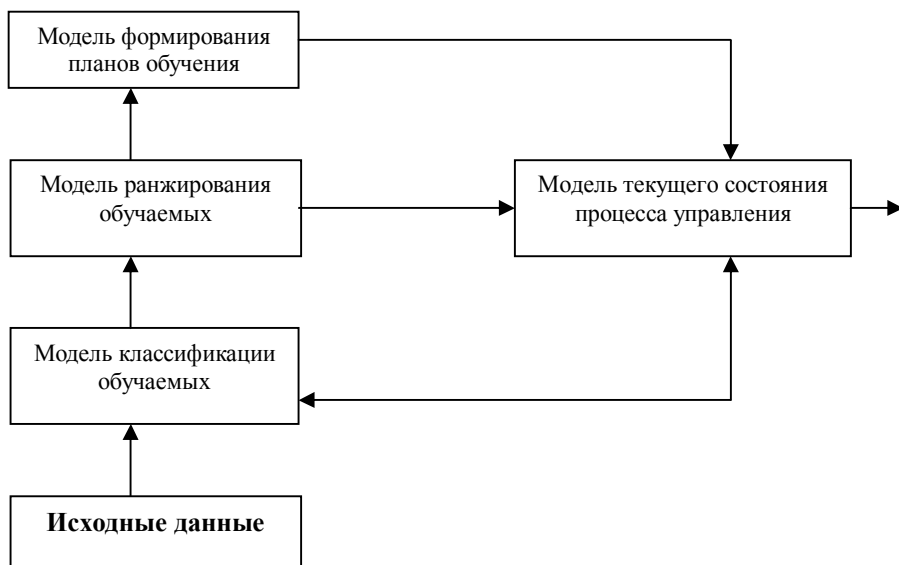 Модель формирования
планов обучения
Модель ранжирования
обучаемых
Модель текущего состояния
процесса управления
Модель классификации
обучаемых
Исходные данные